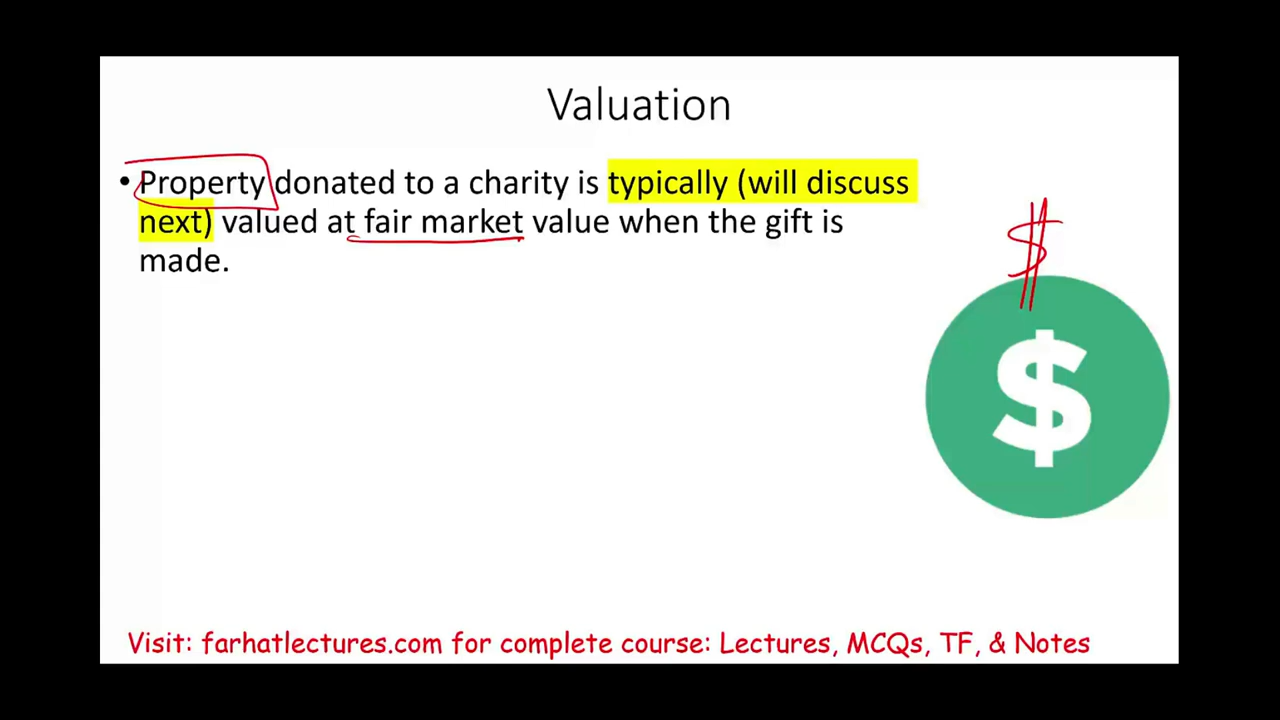 Valuation
• Property donated to a charity is typically (will discuss
next) valued at fair market value when the gift is
made.
$
$
Visit: farhatlectures.com for complete course: Lectures, MCQs, TF, & Notes